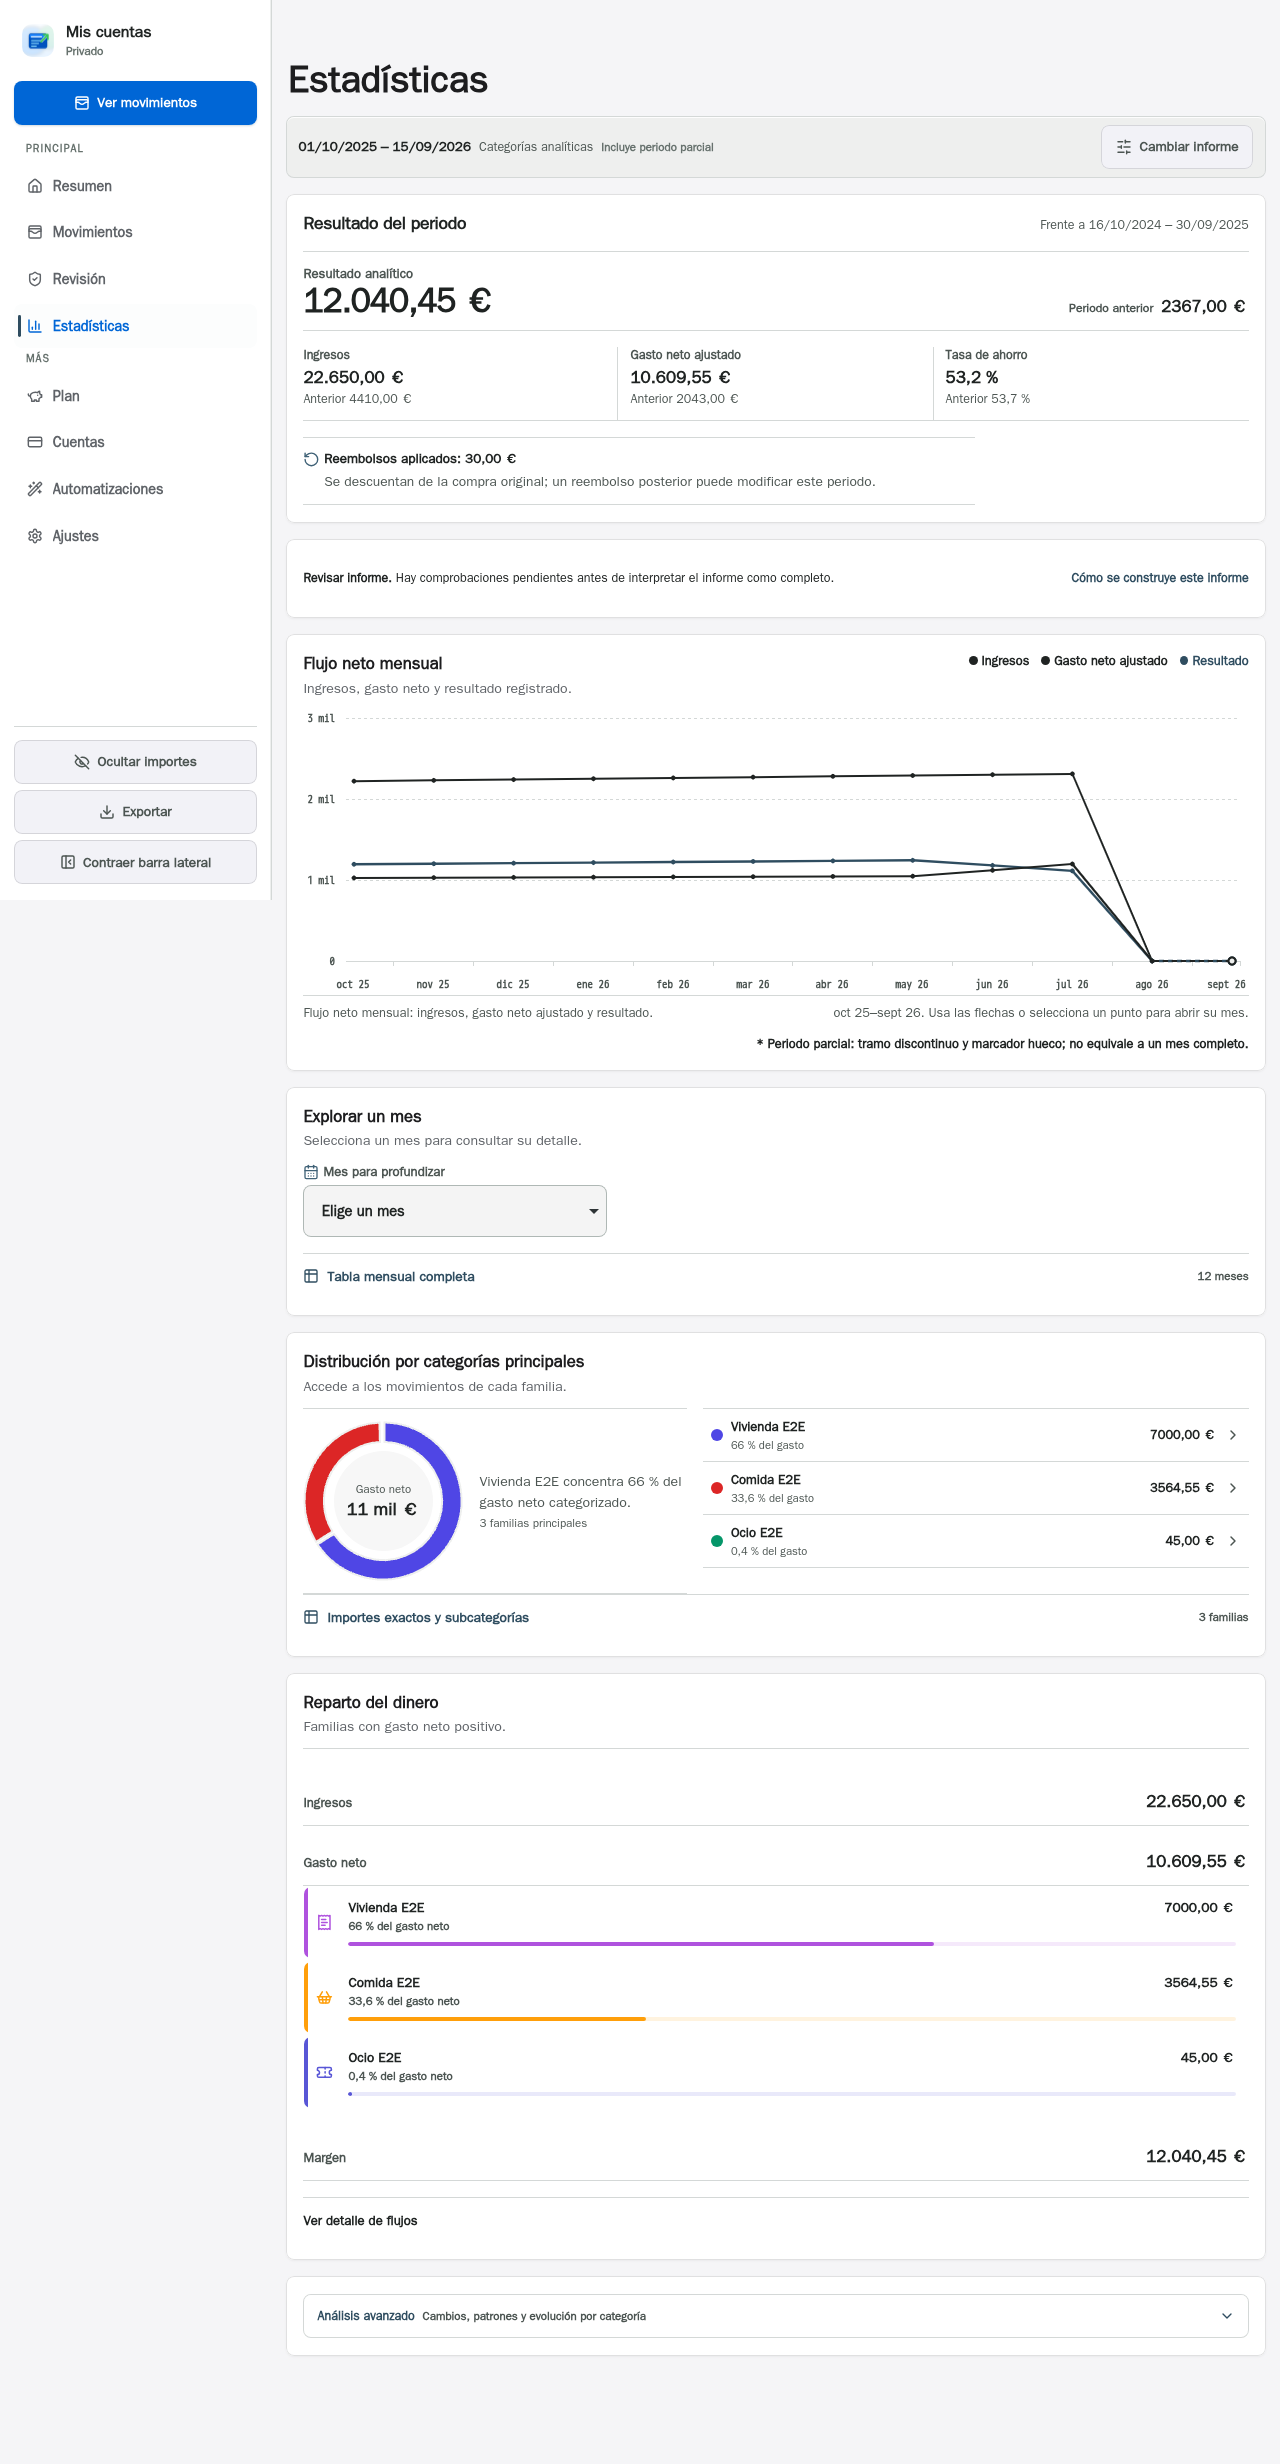 Mis cuentas
Privado
Ver movimientos
PRINCIPAL
Resumen
Movimientos
Revisión
Estadísticas
MÁS
Plan
Cuentas
Automatizaciones
Ajustes
Ocultar importes
Exportar
Contraer barra lateral
Estadísticas
01/10/2025 – 15/09/2026 Categorías analíticas Incluye periodo parcial
Cambiar informe
Resultado del periodo
Frente a 16/10/2024 – 30/09/2025
Resultado analítico
12.040,45 €
Periodo anterior 2367,00 €
Ingresos
22.650,00 €
Anterior 4410,00 €
Gasto neto ajustado
10.609,55 €
Anterior 2043,00 €
Tasa de ahorro
53,2 %
Anterior 53,7 %
Reembolsos aplicados: 30,00 €
Se descuentan de la compra original; un reembolso posterior puede modificar este periodo.
Revisar informe. Hay comprobaciones pendientes antes de interpretar el informe como completo.
Cómo se construye este informe
Flujo neto mensual
Ingresos, gasto neto y resultado registrado.
Ingresos Gasto neto ajustado Resultado
3 mil
2 mil
1 mil
0
oct 25 nov 25 dic 25 ene 26 feb 26 mar 26 abr 26 may 26 jun 26 jul 26 ago 26 sept 26
Flujo neto mensual: ingresos, gasto neto ajustado y resultado.
oct 25–sept 26. Usa las flechas o selecciona un punto para abrir su mes.
* Periodo parcial: tramo discontinuo y marcador hueco; no equivale a un mes completo.
Explorar un mes
Selecciona un mes para consultar su detalle.
Mes para profundizar
Elige un mes
Tabla mensual completa
12 meses
Distribución por categorías principales
Accede a los movimientos de cada familia.
Gasto neto
11 mil €
Vivienda E2E concentra 66 % del
gasto neto categorizado.
3 familias principales
Vivienda E2E
66 % del gasto
7000,00 €
Comida E2E
33,6 % del gasto
3564,55 €
Ocio E2E
0,4 % del gasto
45,00 €
Importes exactos y subcategorías
3 familias
Reparto del dinero
Familias con gasto neto positivo.
Ingresos
22.650,00 €
Gasto neto
10.609,55 €
Vivienda E2E
66 % del gasto neto
7000,00 €
Comida E2E
33,6 % del gasto neto
3564,55 €
Ocio E2E
0,4 % del gasto neto
45,00 €
Margen
12.040,45 €
Ver detalle de flujos
Análisis avanzado Cambios, patrones y evolución por categoría